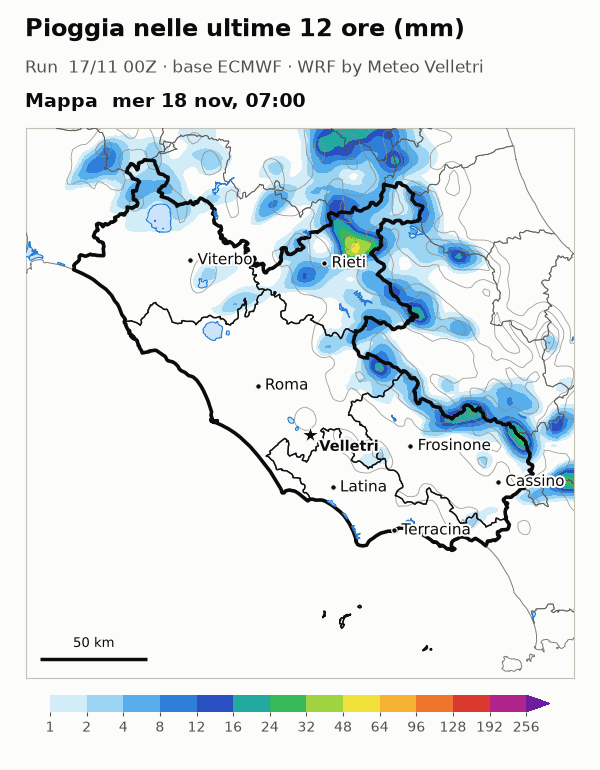 Pioggia nelle ultime 12 ore (mm)
Run  17/11 00Z · base ECMWF · WRF by Meteo Velletri
Mappa  mer 18 nov, 07:00
Viterbo
Rieti
Roma
Velletri
Frosinone
Latina
Cassino
Terracina
50 km
1 2 4 8 12 16 24 32 48 64 96 128 192 256